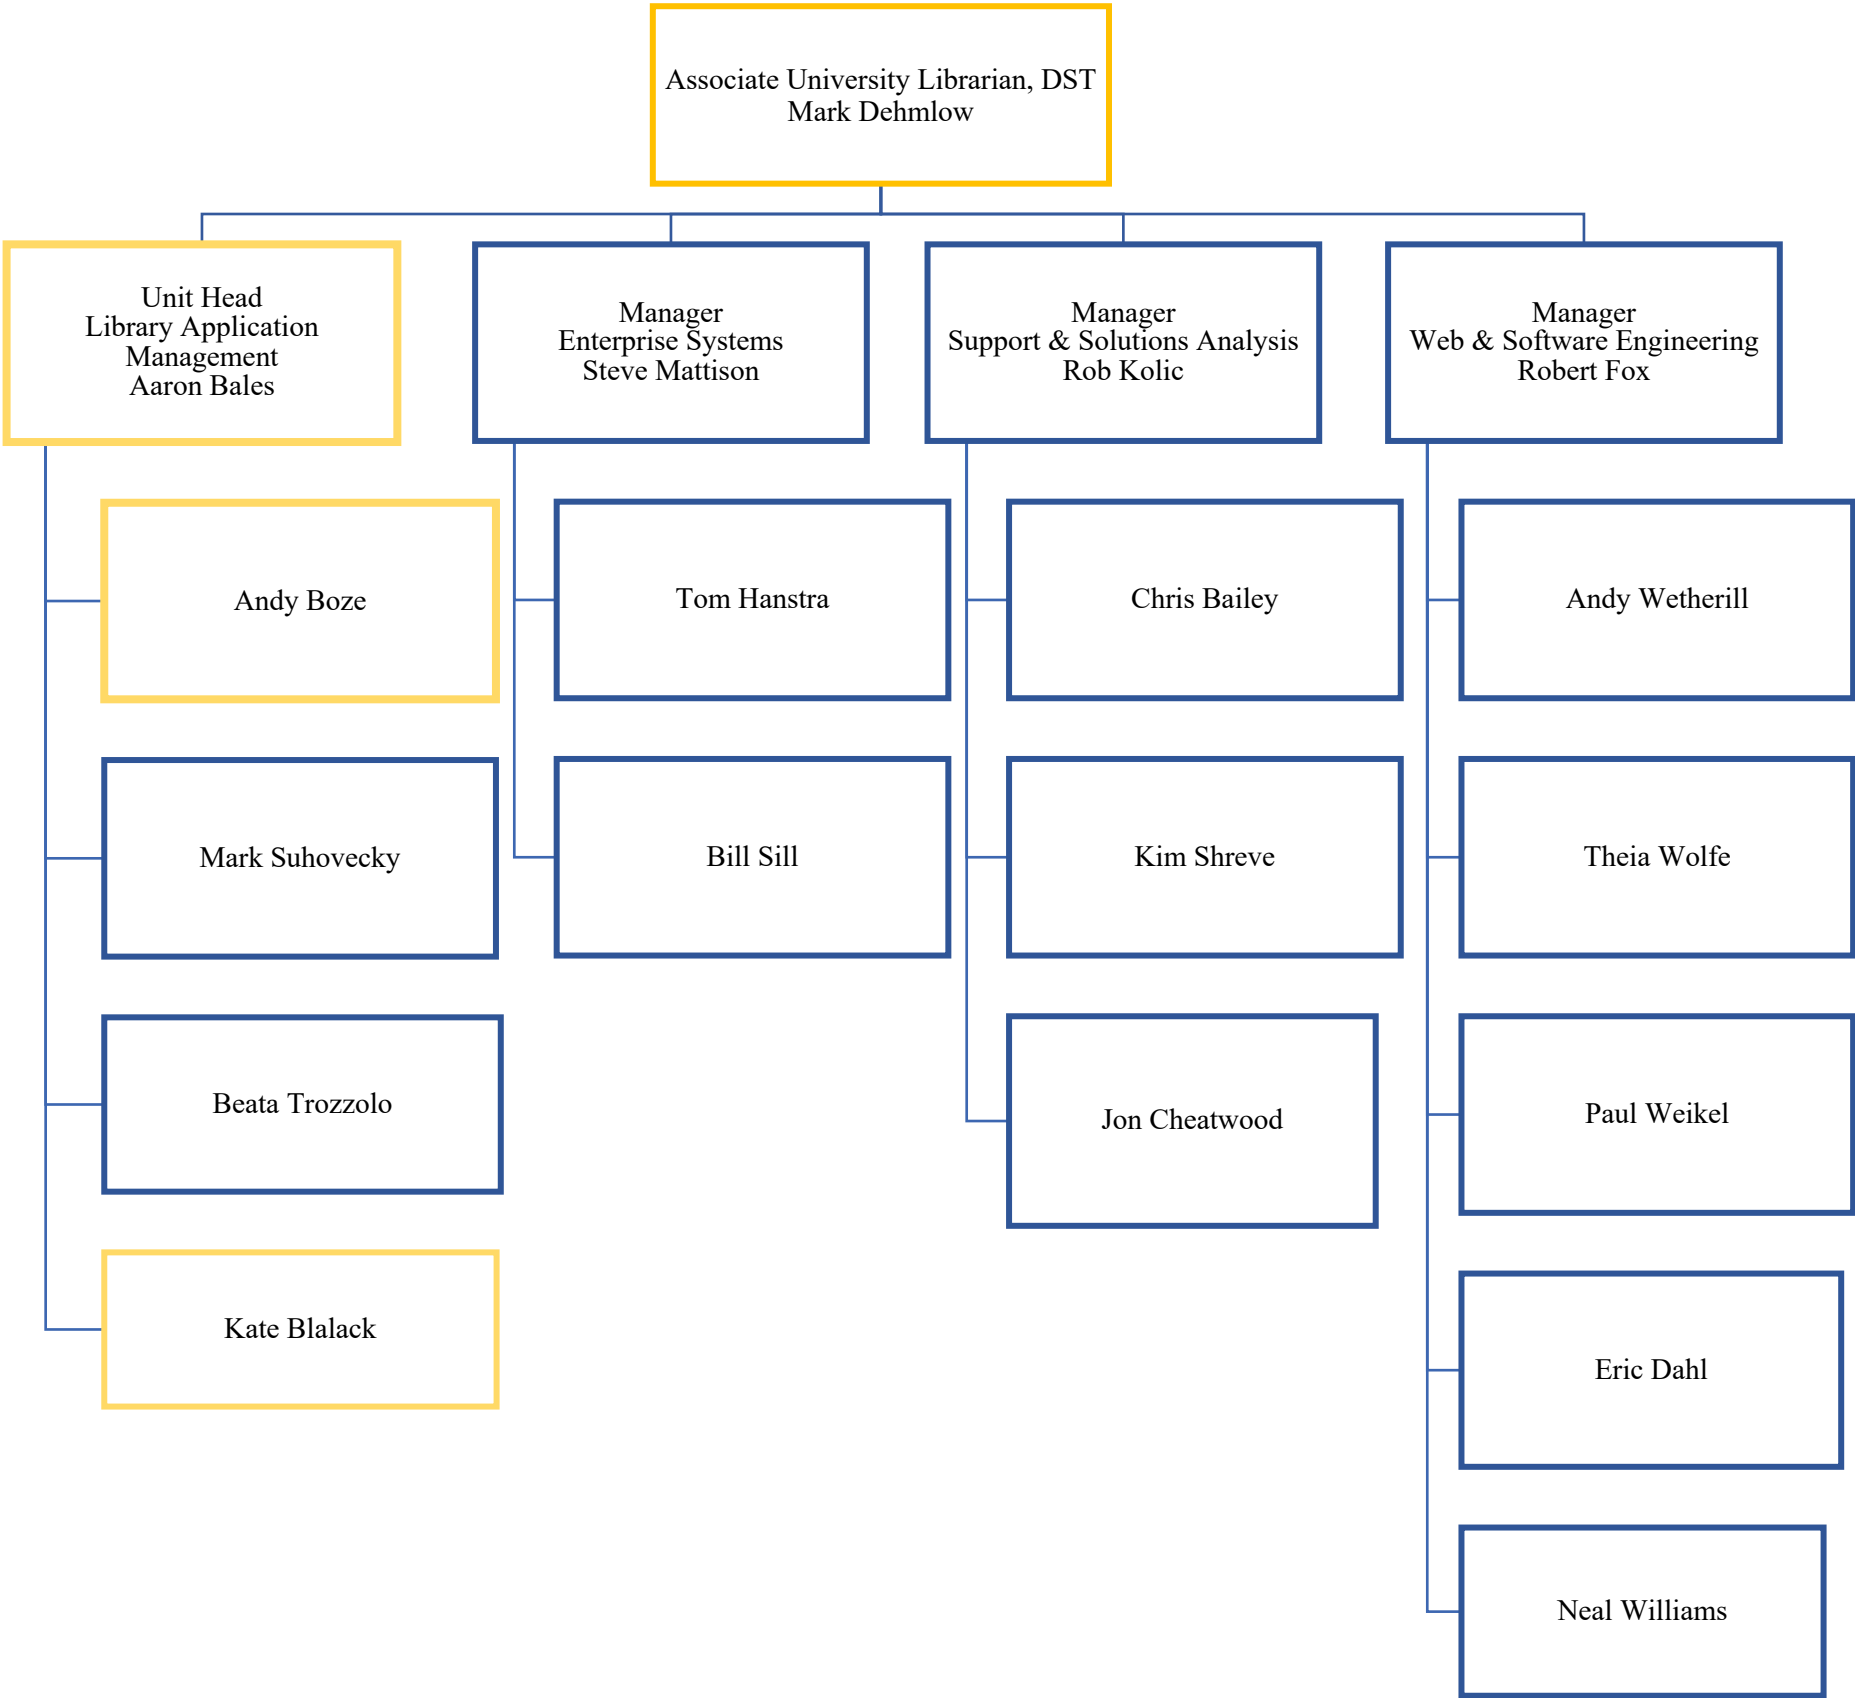 Associate University Librarian, DST
Mark Dehmlow
Unit Head
Library Application
Management
Aaron Bales
Manager
Enterprise Systems
Steve Mattison
Manager
Support & Solutions Analysis
Rob Kolic
Manager
Web & Software Engineering
Robert Fox
Andy Boze
Mark Suhovecky
Beata Trozzolo
Kate Blalack
Tom Hanstra
Bill Sill
Chris Bailey
Kim Shreve
Jon Cheatwood
Andy Wetherill
Theia Wolfe
Paul Weikel
Eric Dahl
Neal Williams